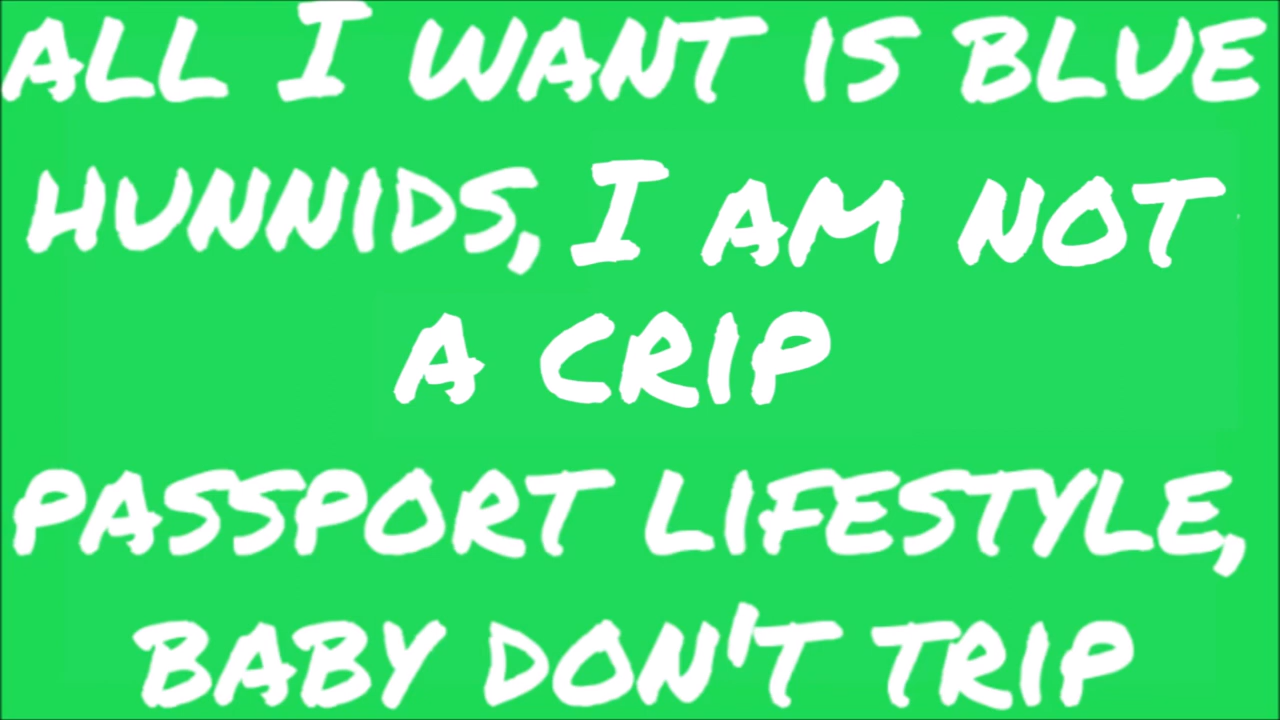 ALL I WANT IS BLUE
HUNNIDS, I AM NOT
A CRIP
PASSPORT LIFESTYLE,
BABY DON'T TRIP